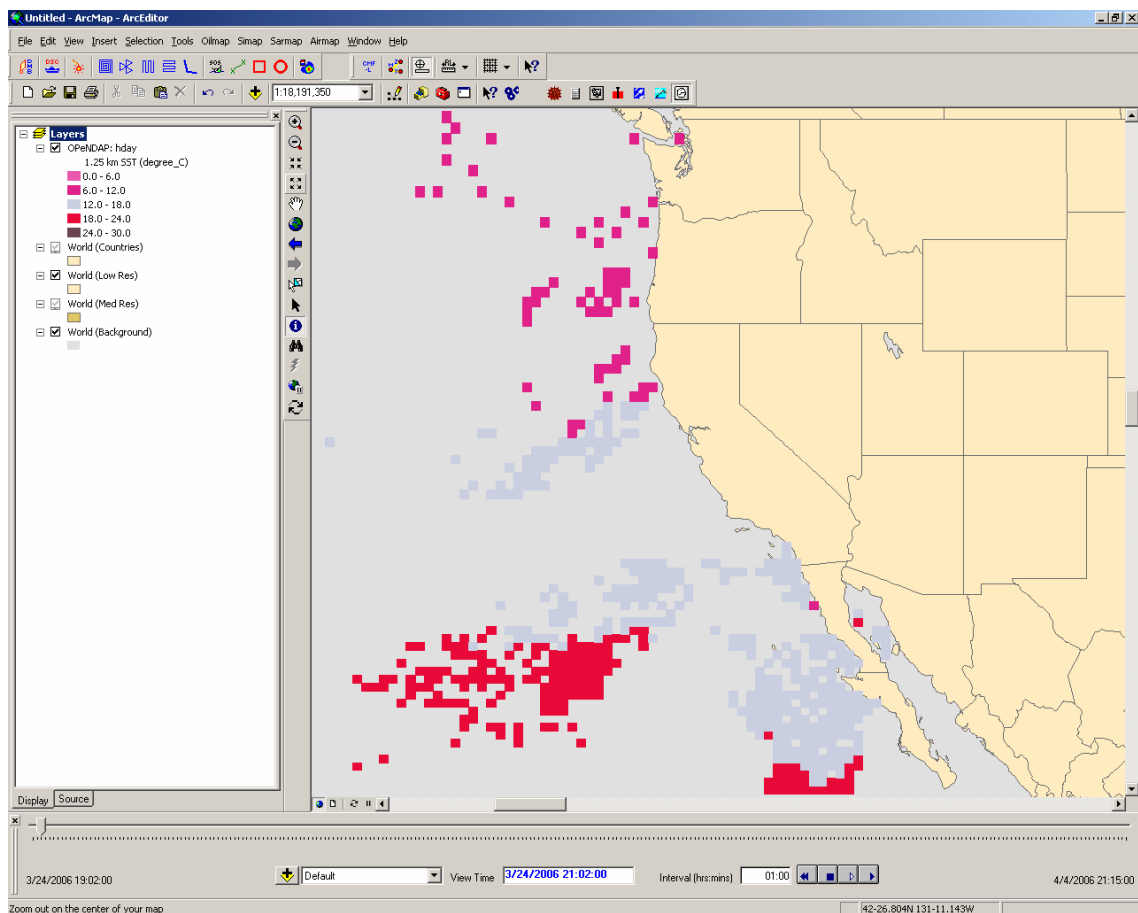 Untitled - ArcMap - ArcEditor
File Edit View Insert Selection Tools Oilmap Simap Sarmap Airmap Window Help
1:18,191,350
Layers
OPeNDAP: hday
1.25 km SST (degree_C)
0.0 - 6.0
6.0 - 12.0
12.0 - 18.0
18.0 - 24.0
24.0 - 30.0
World (Countries)
World (Low Res)
World (Med Res)
World (Background)
Display Source
3/24/2006 19:02:00
Default
View Time
3/24/2006 21:02:00
Interval (hrs:mins)
01:00
4/4/2006 21:15:00
Zoom out on the center of your map
42-26.804N 131-11.143W